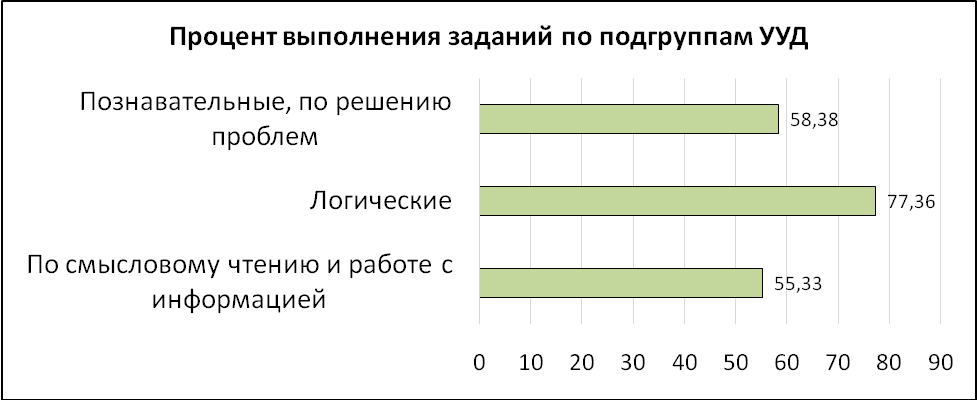 Процент выполнения заданий по подгруппам УУД
Познавательные, по решению
проблем
58,38
Логические
77,36
По смысловому чтению и работе с
информацией
55,33
0 10 20 30 40 50 60 70 80 90